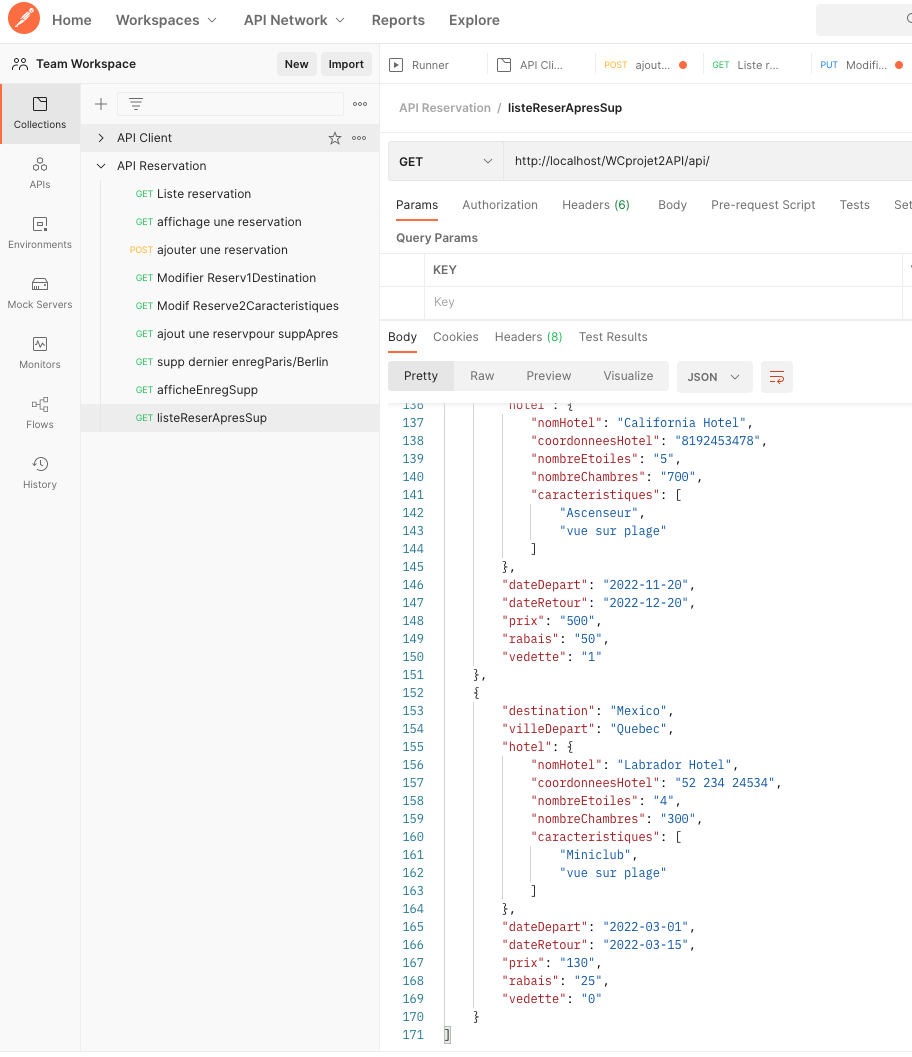 Home Workspaces API Network Reports Explore
Team Workspace New Import
Runner API Cli... POST ajout... GET Liste r... PUT Modifi...
Collections
APIs
Environments
Mock Servers
Monitors
Flows
History
API Client
API Reservation
GET Liste reservation
GET affichage une reservation
POST ajouter une reservation
GET Modifier Reserv1Destination
GET Modif Reserve2Caracteristiques
GET ajout une reservpour suppApres
GET supp dernier enregParis/Berlin
GET afficheEnregSupp
GET listeReserApresSup
API Reservation / listeReserApresSup
GET http://localhost/WCprojet2API/api/
Params Authorization Headers (6) Body Pre-request Script Tests Set
Query Params
KEY
Key
Body Cookies Headers (8) Test Results
Pretty Raw Preview Visualize JSON
136 "hotel": {
137 "nomHotel": "California Hotel",
138 "coordonneesHotel": "8192453478",
139 "nombreEtoiles": "5",
140 "nombreChambres": "700",
141 "caracteristiques": [
142 "Ascenseur",
143 "vue sur plage"
144 ]
145 },
146 "dateDepart": "2022-11-20",
147 "dateRetour": "2022-12-20",
148 "prix": "500",
149 "rabais": "50",
150 "vedette": "1"
151 },
152 {
153 "destination": "Mexico",
154 "villeDepart": "Quebec",
155 "hotel": {
156 "nomHotel": "Labrador Hotel",
157 "coordonneesHotel": "52 234 24534",
158 "nombreEtoiles": "4",
159 "nombreChambres": "300",
160 "caracteristiques": [
161 "Miniclub",
162 "vue sur plage"
163 ]
164 },
165 "dateDepart": "2022-03-01",
166 "dateRetour": "2022-03-15",
167 "prix": "130",
168 "rabais": "25",
169 "vedette": "0"
170 }
171 ]